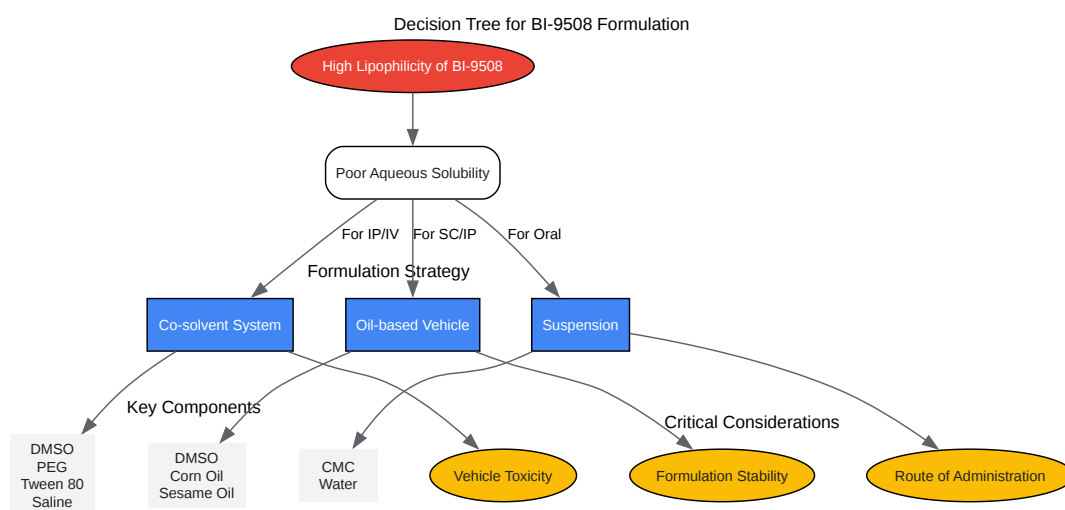 Decision Tree for BI-9508 Formulation
High Lipophilicity of BI-9508
Poor Aqueous Solubility
For IP/IV
For SC/IP
For Oral
Formulation Strategy
Co-solvent System
Oil-based Vehicle
Suspension
Key Components
Critical Considerations
DMSO
PEG
Tween 80
Saline
DMSO
Corn Oil
Sesame Oil
CMC
Water
Vehicle Toxicity
Formulation Stability
Route of Administration